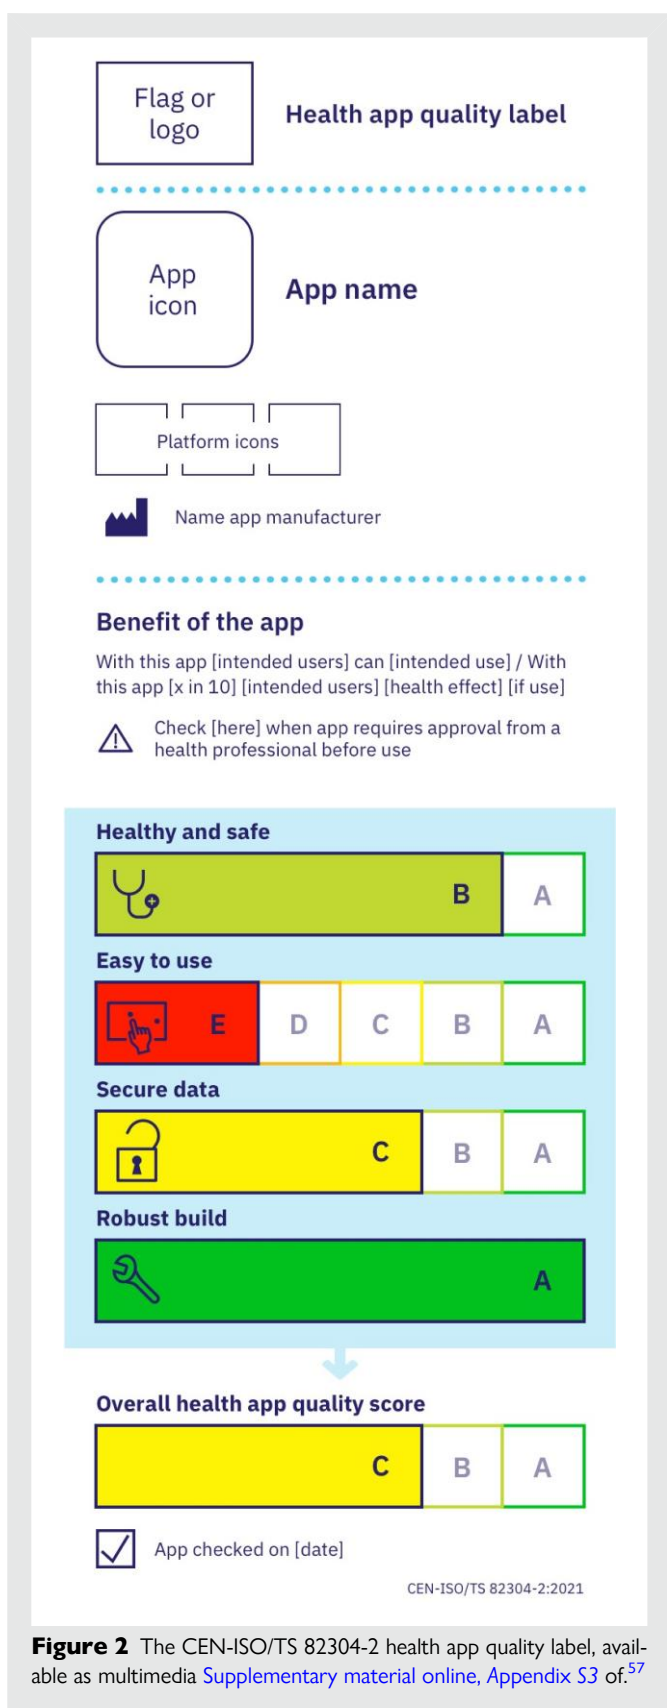 Flag or
logo
Health app quality label
App
icon
App name
Platform icons
Name app manufacturer
Benefit of the app
With this app [intended users] can [intended use] / With
this app [x in 10] [intended users] [health effect] [if use]
Check [here] when app requires approval from a
health professional before use
Healthy and safe
B A
Easy to use
E D C B A
Secure data
C B A
Robust build
A
Overall health app quality score
C B A
App checked on [date]
CEN-ISO/TS 82304-2:2021
Figure 2 The CEN-ISO/TS 82304-2 health app quality label, avail-
able as multimedia Supplementary material online, Appendix S3 of.57